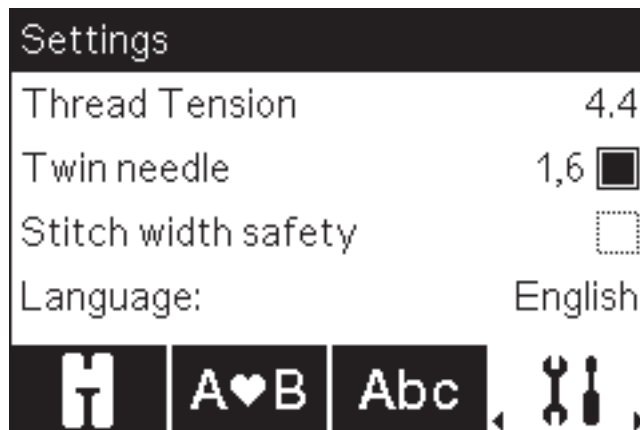 Settings
Thread Tension 4.4
Twin needle 1,6
Stitch width safety
Language: English
A♥B Abc